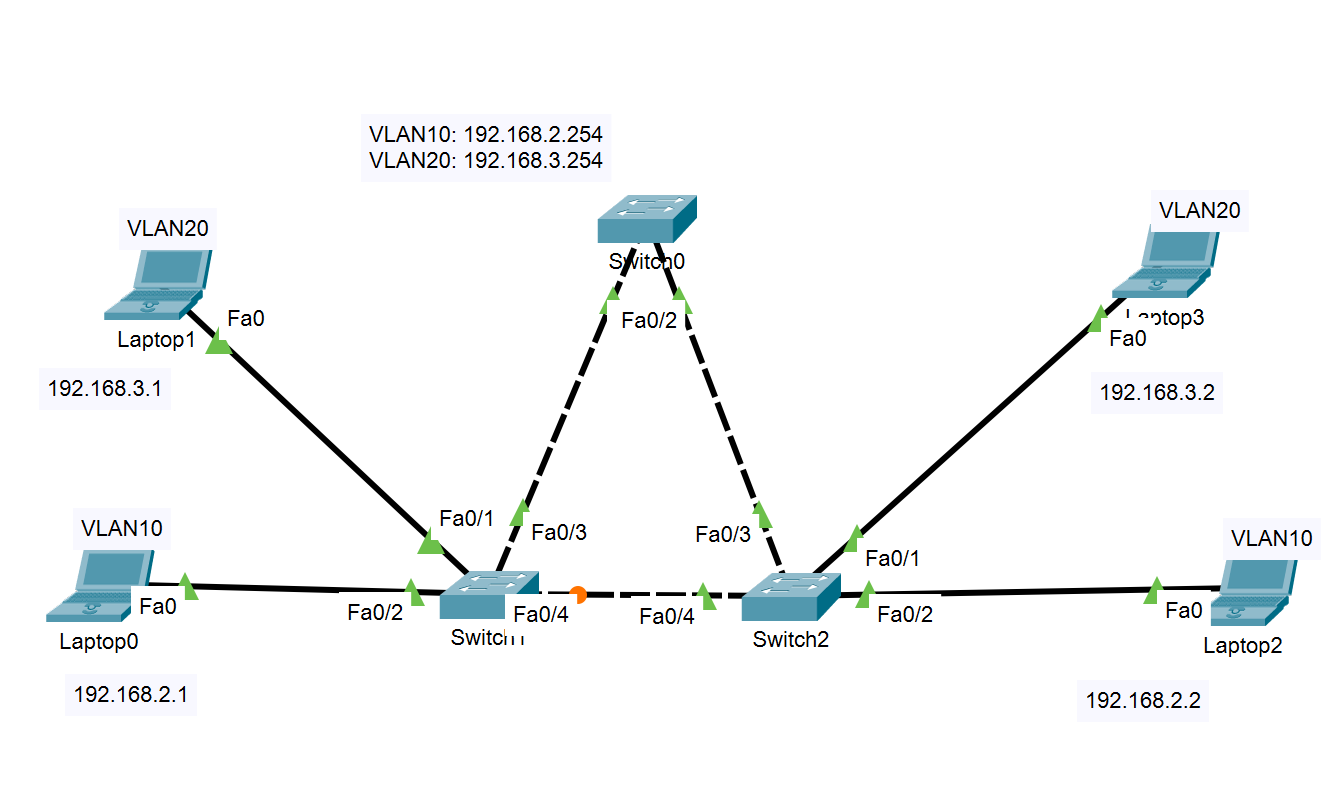 VLAN10: 192.168.2.254
VLAN20: 192.168.3.254
Switch0
Fa0/2
VLAN20
Laptop1
Fa0
192.168.3.1
VLAN20
Laptop3
Fa0
192.168.3.2
Fa0/1
Fa0/3
Fa0/3
Fa0/1
VLAN10
Fa0
Laptop0
192.168.2.1
Fa0/2
Switch1
Fa0/4
Fa0/4
Switch2
Fa0/2
VLAN10
Fa0
Laptop2
192.168.2.2